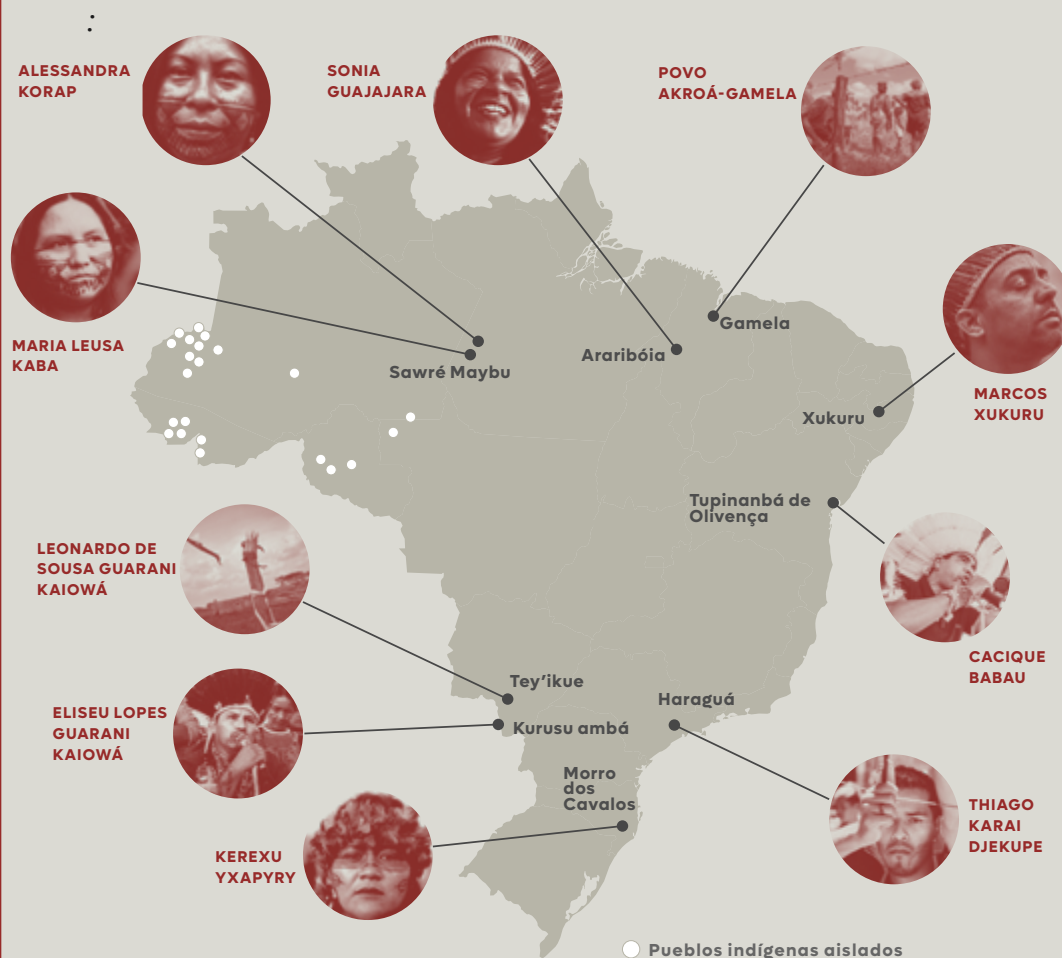 ALESSANDRA
KORAP
SONIA
GUAJAJARA
POVO
AKROÁ-GAMELA
MARIA LEUSA
KABA
Gamela
Araribóia
Sawré Maybu
MARCOS
XUKURU
Xukuru
Tupinanbá de
Olivença
LEONARDO DE
SOUSA GUARANI
KAIOWÁ
CACIQUE
BABAU
Tey’ikue
Haraguá
ELISEU LOPES
GUARANI
KAIOWÁ
Kurusu ambá
Morro
dos
Cavalos
THIAGO
KARAI
DJEKUPE
KEREXU
YXAPYRY
Pueblos indígenas aislados